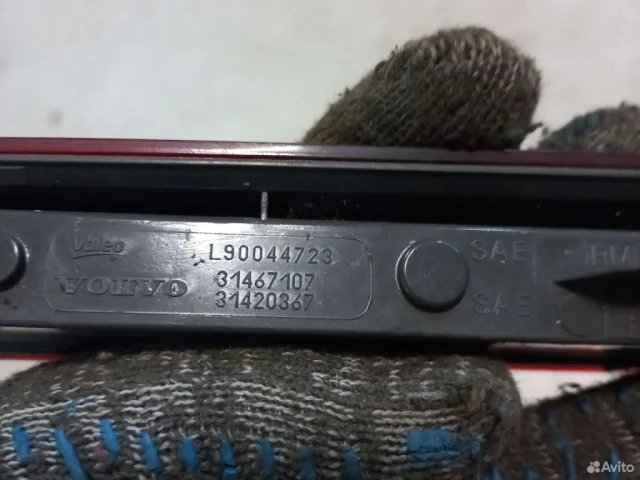 Valeo L90044723
VOLVO 31467107
31420367
SAE
SAE
Avito